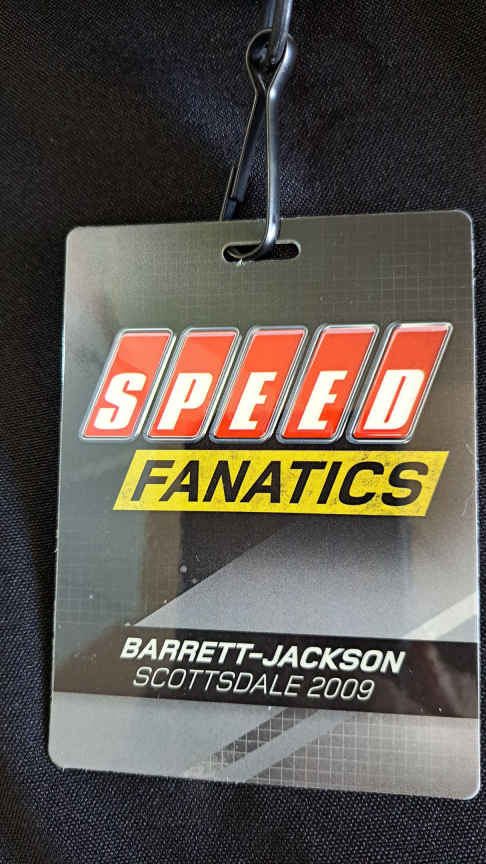 SPEED
FANATICS
BARRETT-JACKSON
SCOTTSDALE 2009